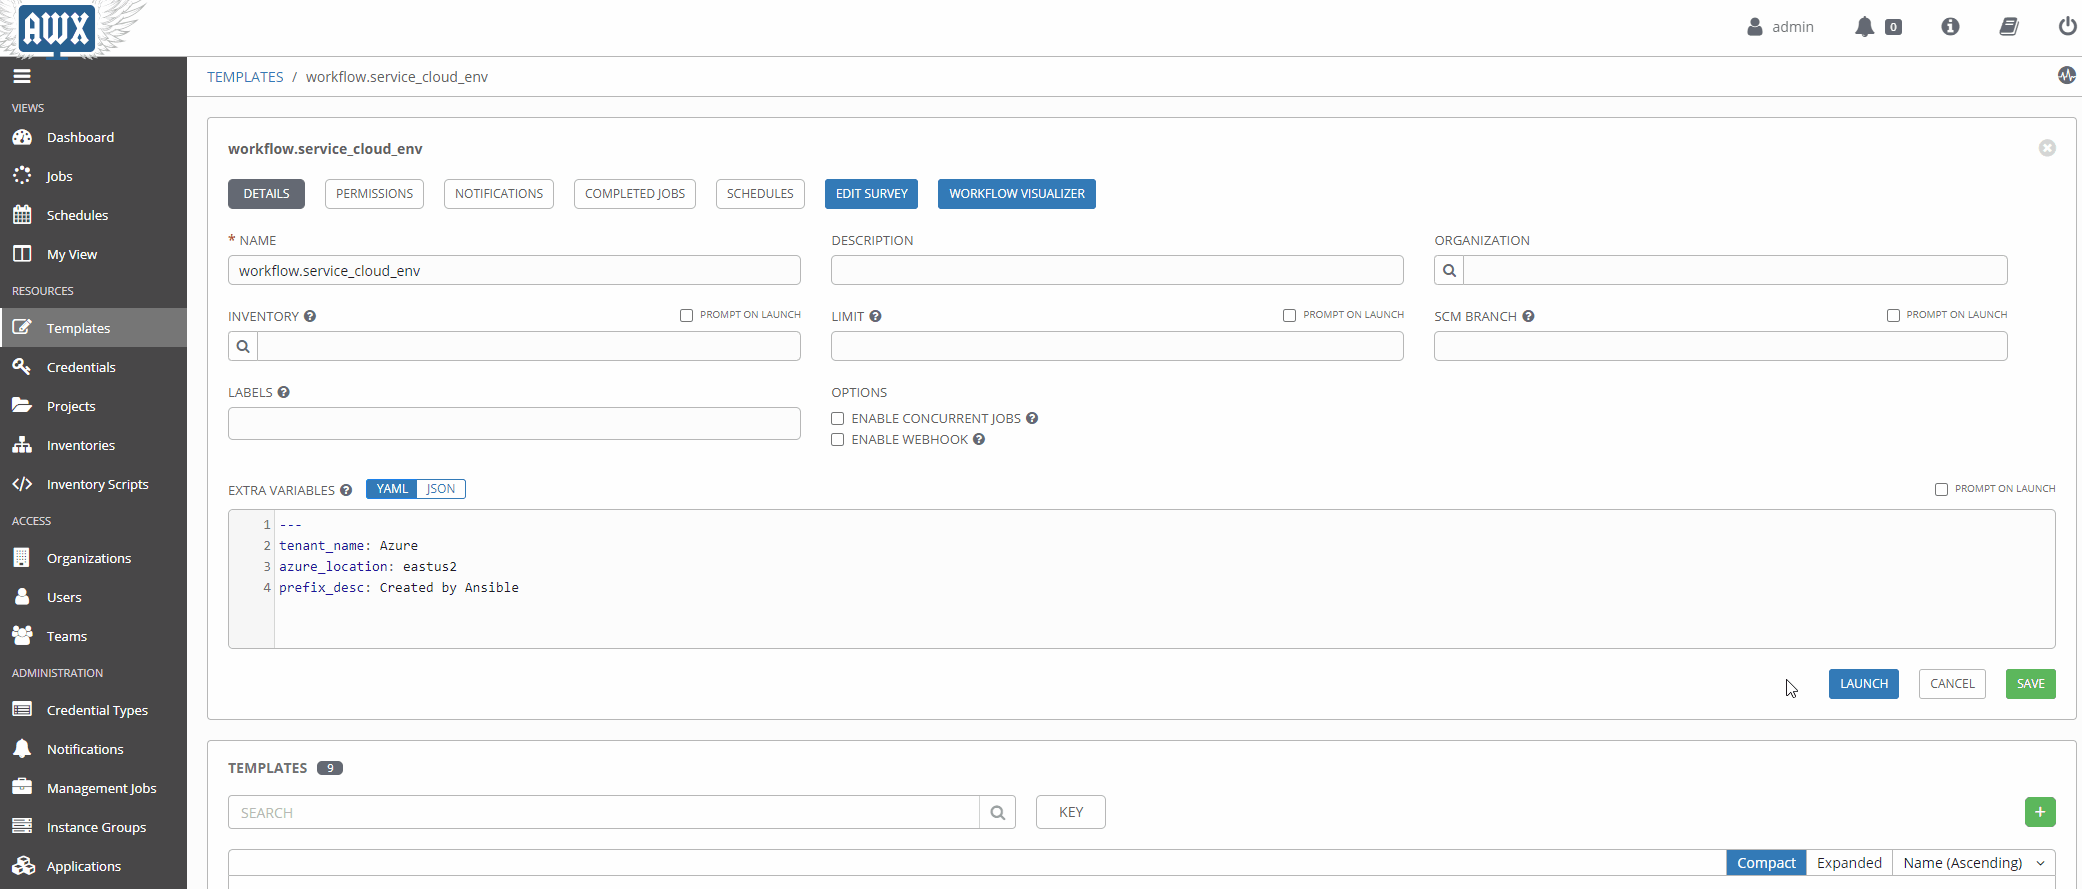 AWX
admin
0
TEMPLATES / workflow.service_cloud_env
VIEWS
Dashboard
Jobs
Schedules
My View
RESOURCES
Templates
Credentials
Projects
Inventories
Inventory Scripts
ACCESS
Organizations
Users
Teams
ADMINISTRATION
Credential Types
Notifications
Management Jobs
Instance Groups
Applications
workflow.service_cloud_env
DETAILS PERMISSIONS NOTIFICATIONS COMPLETED JOBS SCHEDULES EDIT SURVEY WORKFLOW VISUALIZER
* NAME DESCRIPTION ORGANIZATION
workflow.service_cloud_env
INVENTORY PROMPT ON LAUNCH LIMIT PROMPT ON LAUNCH SCM BRANCH PROMPT ON LAUNCH
LABELS OPTIONS
ENABLE CONCURRENT JOBS
ENABLE WEBHOOK
EXTRA VARIABLES YAML JSON PROMPT ON LAUNCH
1 ---
2 tenant_name: Azure
3 azure_location: eastus2
4 prefix_desc: Created by Ansible
LAUNCH CANCEL SAVE
TEMPLATES 9
SEARCH KEY +
Compact Expanded Name (Ascending)